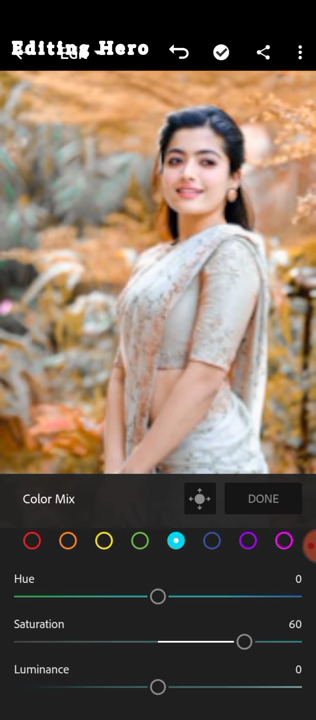 Editing Hero
Color Mix
DONE
Hue 0
Saturation 60
Luminance 0